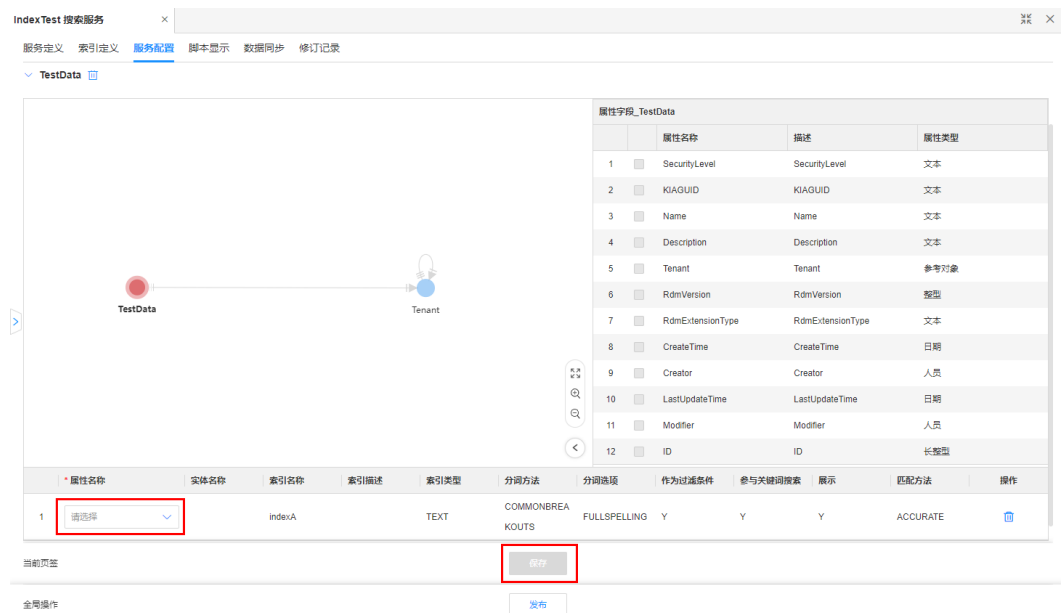 IndexTest 搜索服务
服务定义 索引定义 服务配置 脚本显示 数据同步 修订记录
TestData
属性字段_TestData
属性名称 描述 属性类型
1 SecurityLevel SecurityLevel 文本
2 KIAGUID KIAGUID 文本
3 Name Name 文本
4 Description Description 文本
5 Tenant Tenant 参考对象
6 RdmVersion RdmVersion 整型
7 RdmExtensionType RdmExtensionType 文本
8 CreateTime CreateTime 日期
9 Creator Creator 人员
10 LastUpdateTime LastUpdateTime 日期
11 Modifier Modifier 人员
12 ID ID 长整型
TestData Tenant
* 属性名称 实体名称 索引名称 索引描述 索引类型 分词方法 分词选项 作为过滤条件 参与关键词搜索 展示 匹配方法 操作
1 请选择 indexA TEXT COMMONBREA FULLSPELLING Y Y Y ACCURATE
KOUTS
当前页签 保存
全局操作 发布